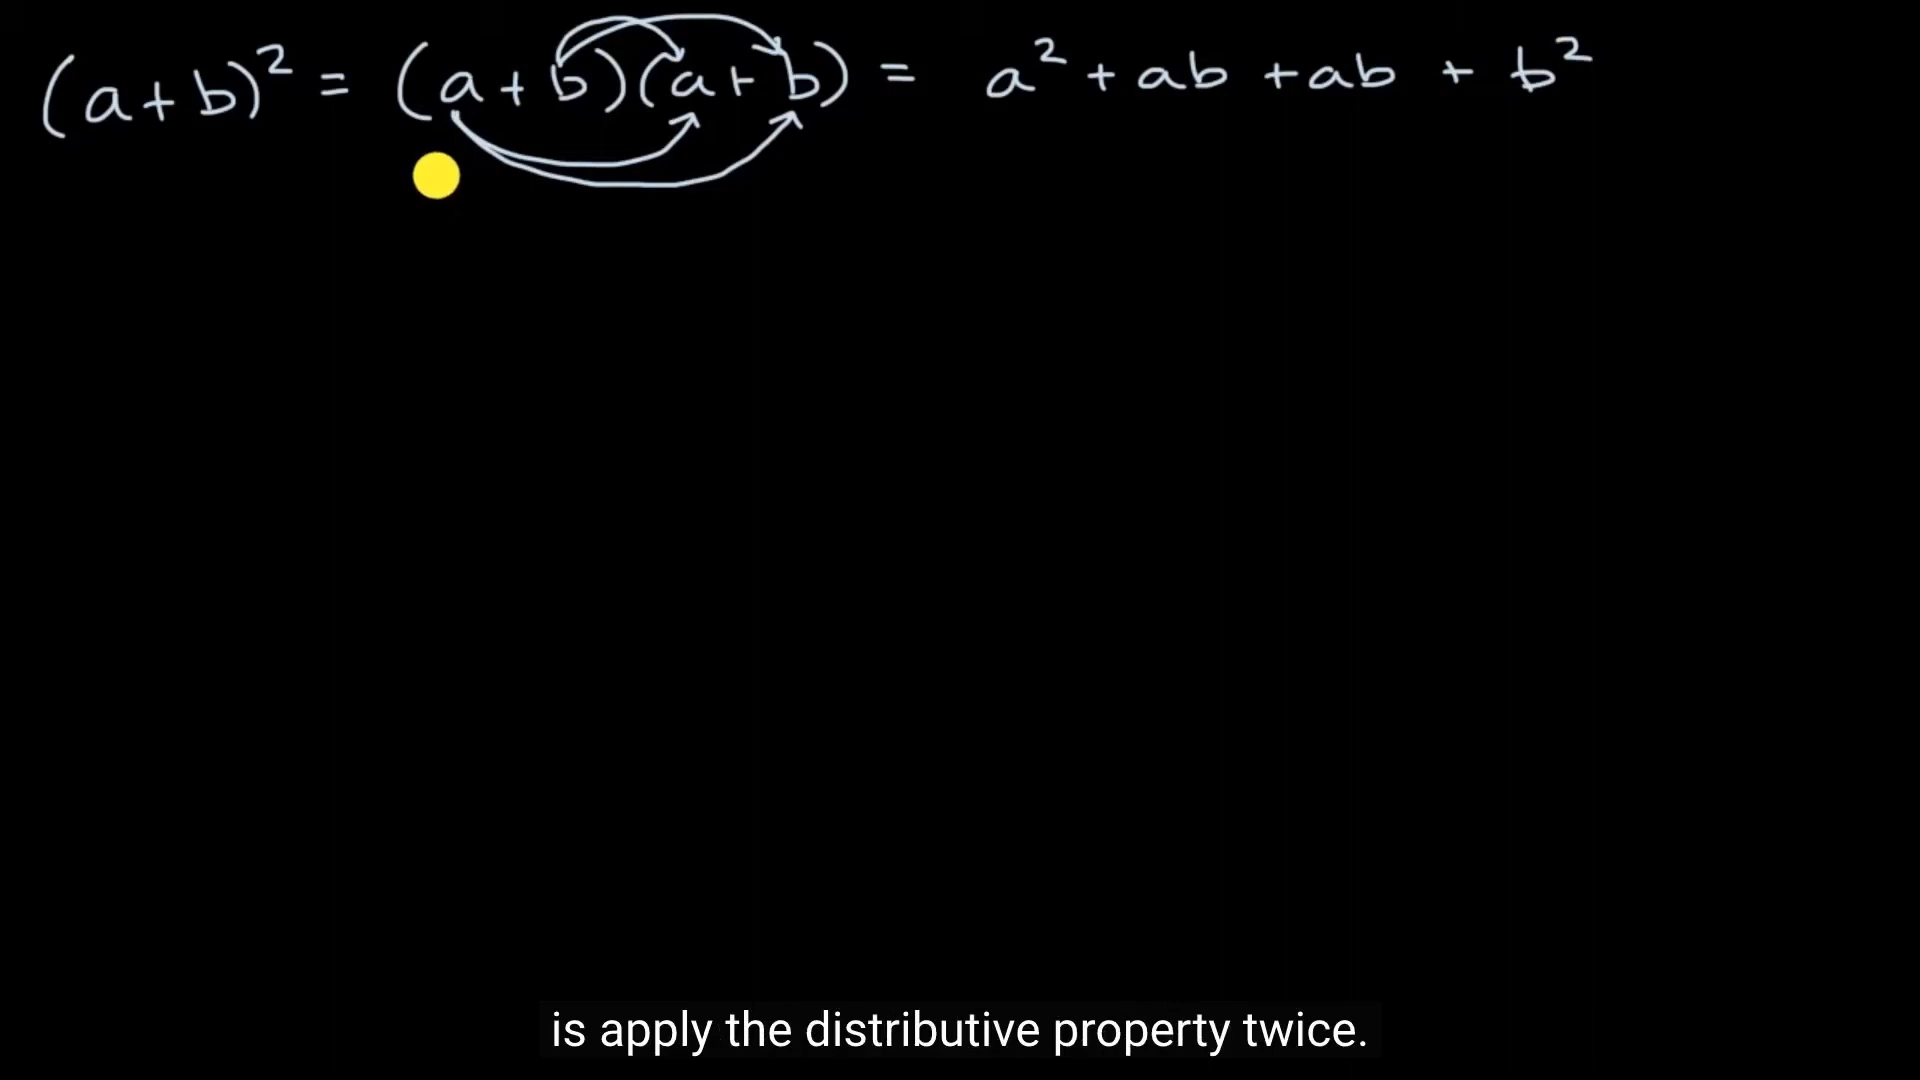 (a+b)² = (a+b)(a+b) = a² + ab + ab + b²
is apply the distributive property twice.